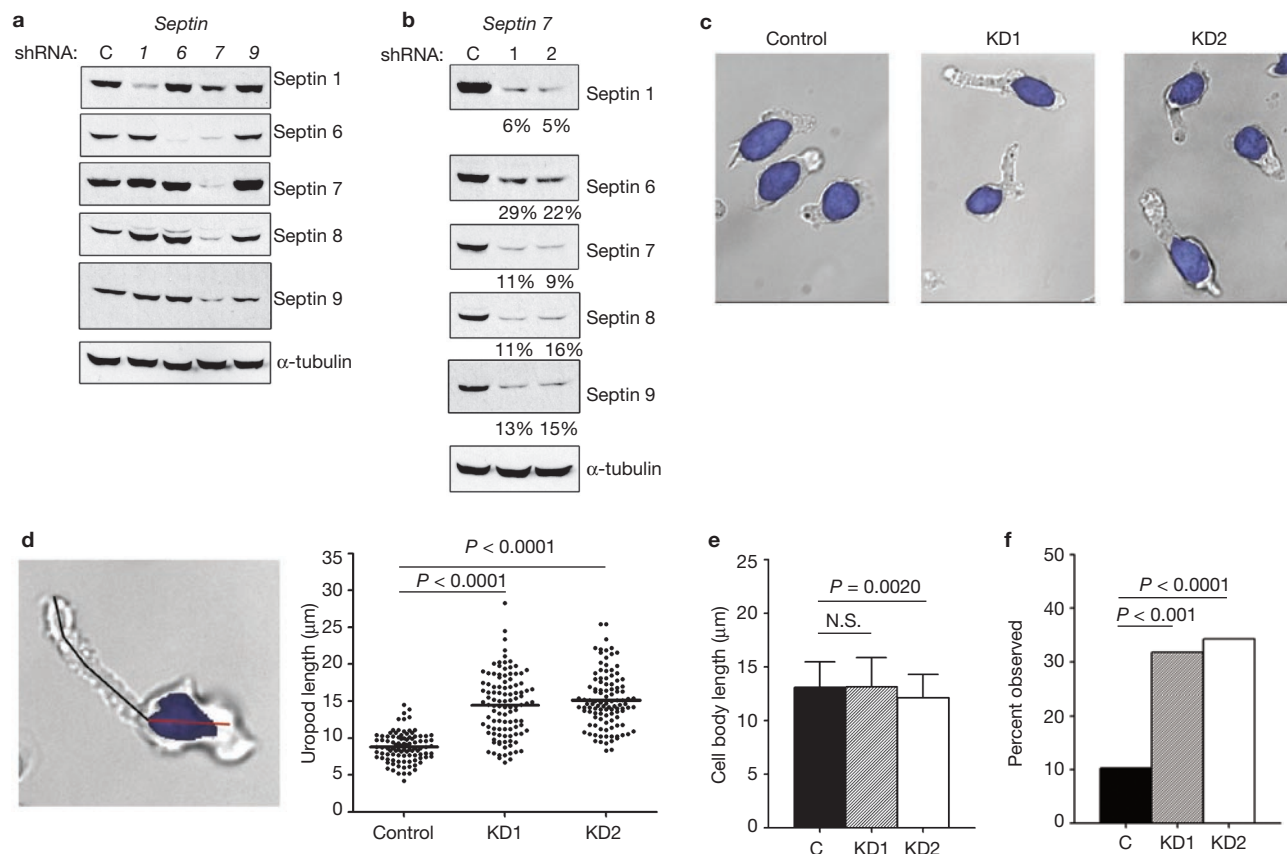 a
Septin
shRNA: C 1 6 7 9
Septin 1
Septin 6
Septin 7
Septin 8
Septin 9
α-tubulin
b
Septin 7
shRNA: C 1 2
Septin 1
6% 5%
Septin 6
29% 22%
Septin 7
11% 9%
Septin 8
11% 16%
Septin 9
13% 15%
α-tubulin
c
Control KD1 KD2
d
Uropod length (μm)
35
30
25
20
15
10
5
0
P < 0.0001
P < 0.0001
Control KD1 KD2
e
Cell body length (μm)
25
20
15
10
5
0
P = 0.0020
N.S.
C KD1 KD2
f
Percent observed
50
40
30
20
10
0
P < 0.0001
P < 0.001
C KD1 KD2